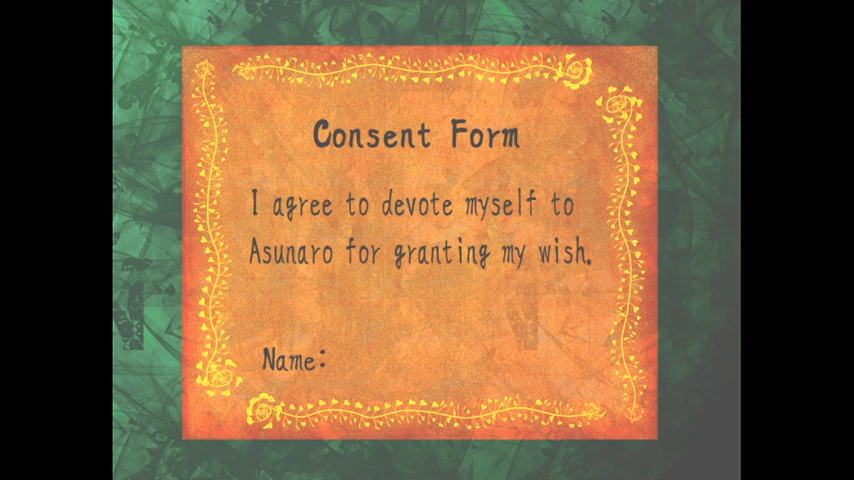 Consent Form
I agree to devote myself to
Asunaro for granting my wish.
Name: